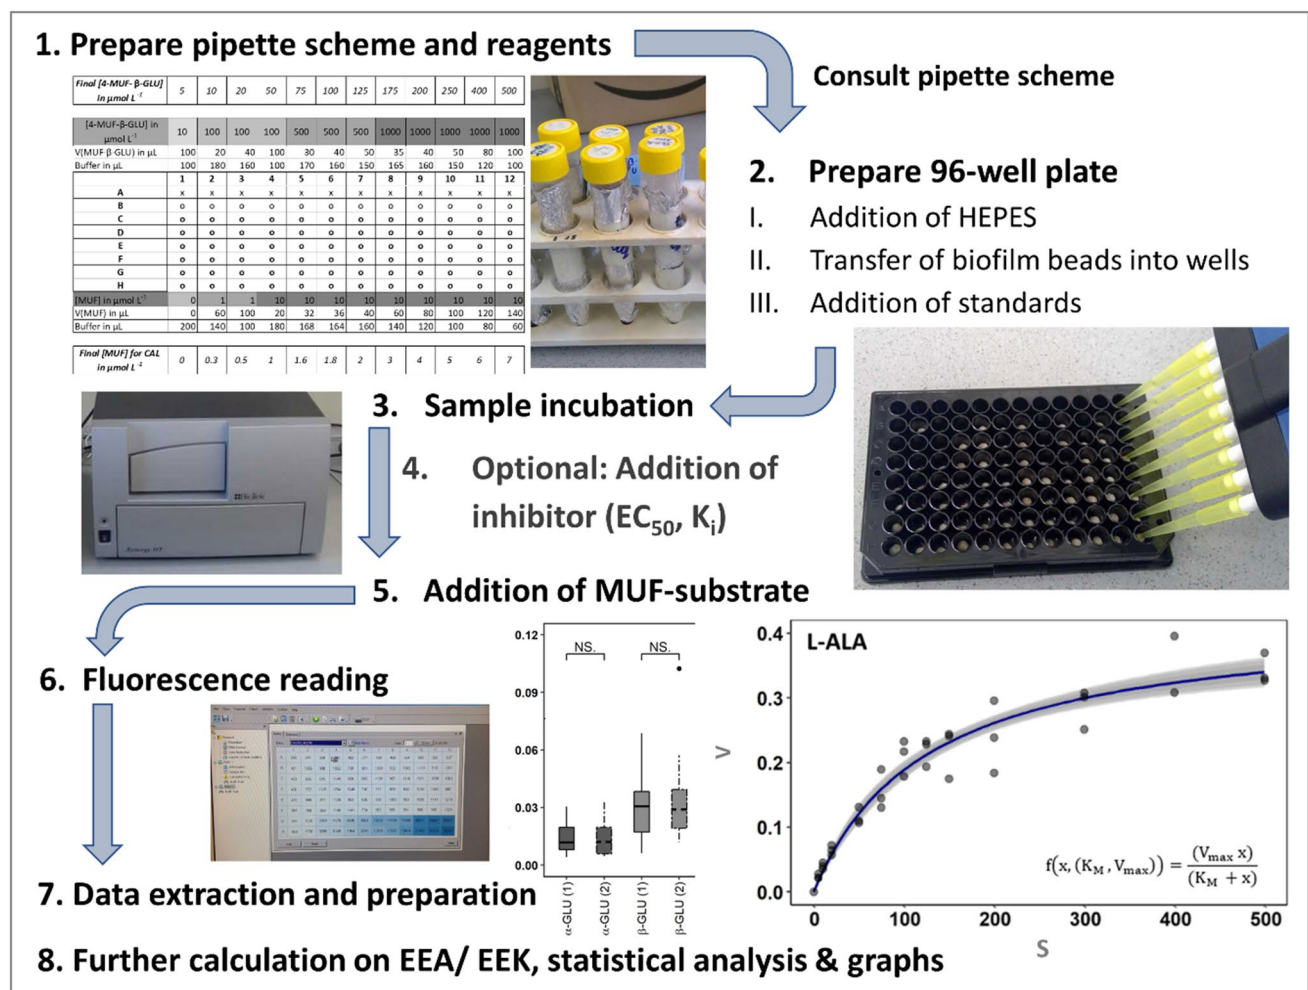 1. Prepare pipette scheme and reagents
Consult pipette scheme
Final [4-MUF- β-GLU] in µmol L⁻¹ 5 10 20 50 75 100 125 175 200 250 400 500
[4-MUF-β-GLU] in µmol L⁻¹ 10 100 100 100 500 500 500 1000 1000 1000 1000 1000
V(MUF-β-GLU) in µL 100 20 40 100 30 40 50 35 40 50 80 100
Buffer in µL 100 180 160 100 170 160 150 165 160 150 120 100
1 2 3 4 5 6 7 8 9 10 11 12
A x x x x x x x x x x x x
B o o o o o o o o o o o o
C o o o o o o o o o o o o
D o o o o o o o o o o o o
E o o o o o o o o o o o o
F o o o o o o o o o o o o
G o o o o o o o o o o o o
H o o o o o o o o o o o o
[MUF] in µmol L⁻¹ 0 1 1 10 10 10 10 10 10 10 10 10
V(MUF) in µL 0 60 100 20 32 36 40 60 80 100 120 140
Buffer in µL 200 140 100 180 168 164 160 140 120 100 80 60
Final [MUF] for CAL in µmol L⁻¹ 0 0.3 0.5 1 1.6 1.8 2 3 4 5 6 7
2. Prepare 96-well plate
I. Addition of HEPES
II. Transfer of biofilm beads into wells
III. Addition of standards
3. Sample incubation
BioTek
Synergy HT
4. Optional: Addition of
inhibitor (EC₅₀, Kᵢ)
5. Addition of MUF-substrate
6. Fluorescence reading
0.12
0.09
0.06
0.03
0.00
NS.
NS.
α-GLU (1)
α-GLU (2)
β-GLU (1)
β-GLU (2)
L-ALA
0.4
0.3
0.2
0.1
0.0
V
f(x, (K_M, V_max)) = (V_max x) / (K_M + x)
0 100 200 300 400 500
S
7. Data extraction and preparation
8. Further calculation on EEA/ EEK, statistical analysis & graphs